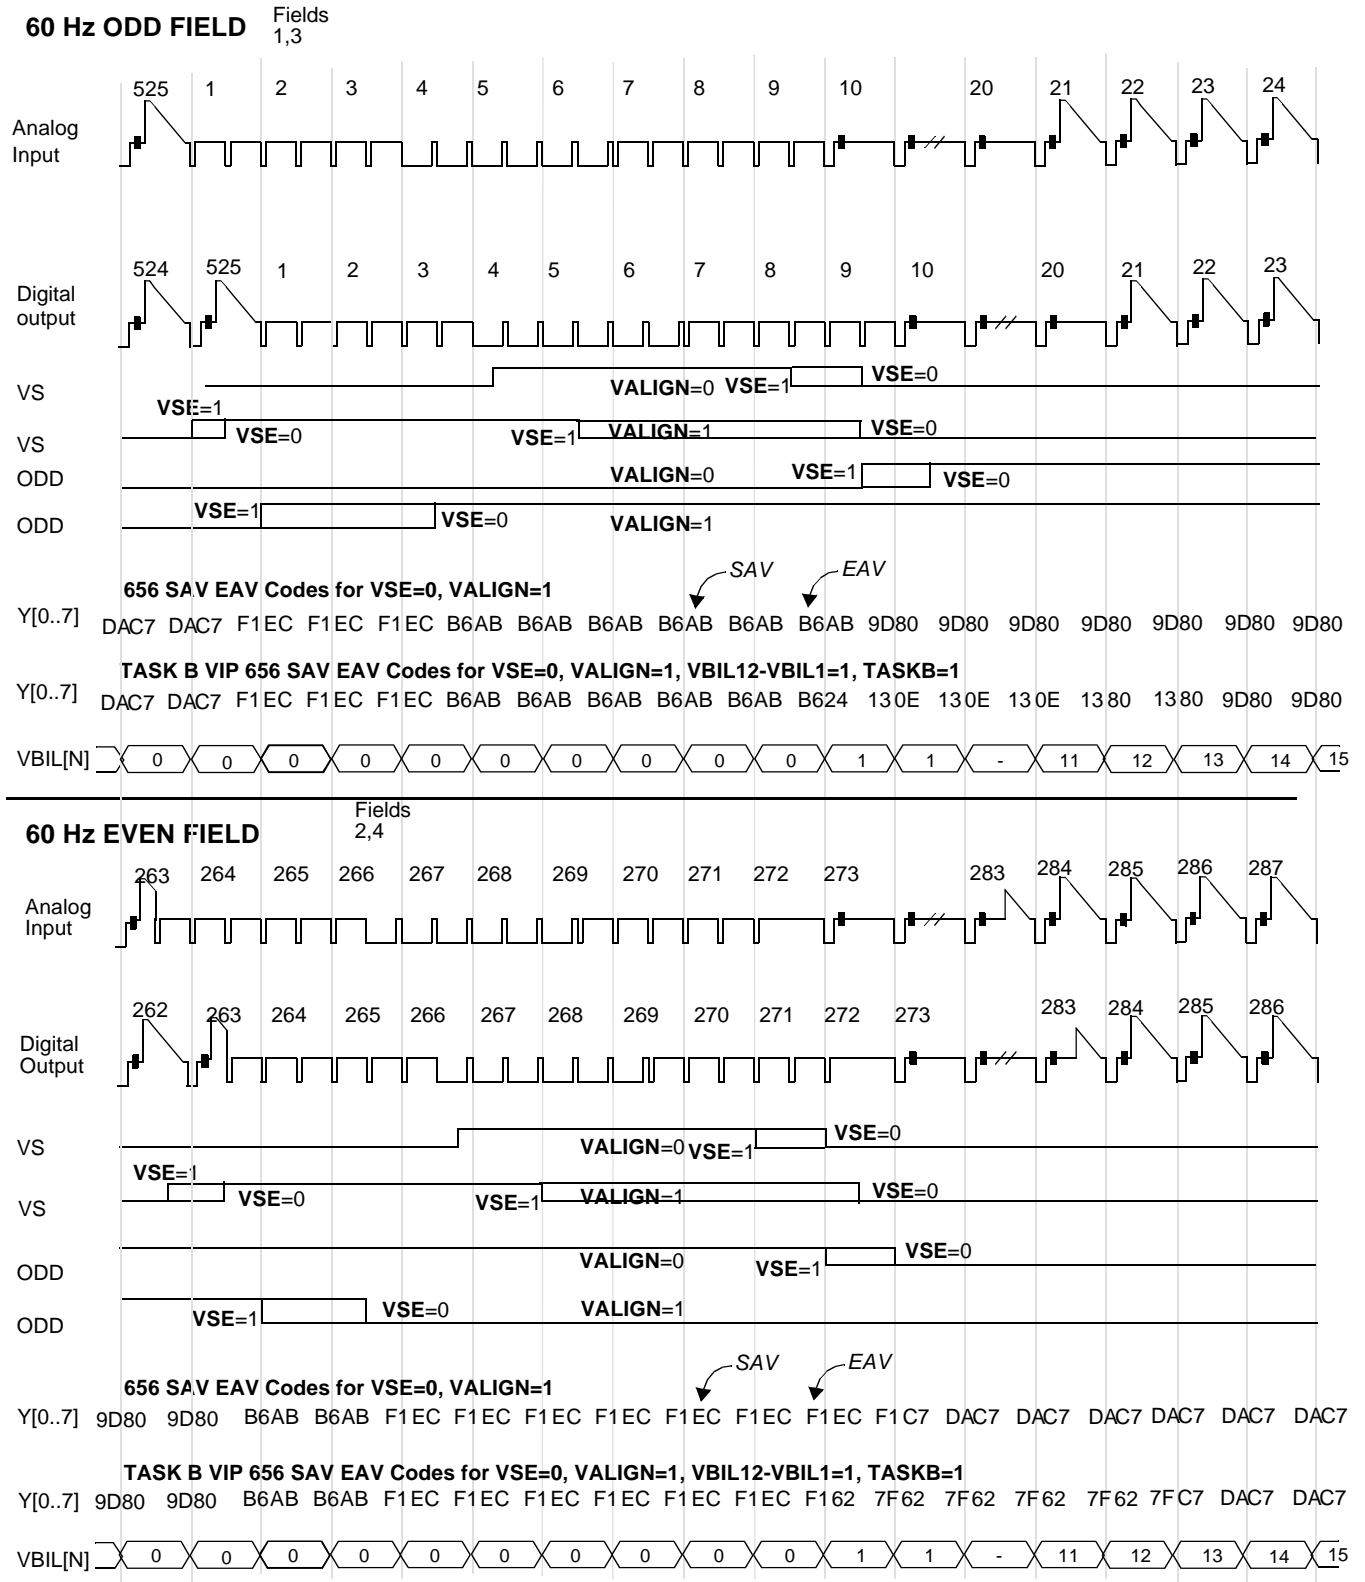 60 Hz ODD FIELD
Fields
1,3
525 1 2 3 4 5 6 7 8 9 10 20 21 22 23 24
Analog
Input
524 525 1 2 3 4 5 6 7 8 9 10 20 21 22 23
Digital
output
VS VALIGN=0 VSE=1 VSE=0
VSE=1
VS VSE=0 VSE=1 VALIGN=1 VSE=0
ODD VALIGN=0 VSE=1 VSE=0
ODD VSE=1 VSE=0 VALIGN=1
SAV EAV
656 SAV EAV Codes for VSE=0, VALIGN=1
Y[0..7] DAC7 DAC7 F1EC F1EC F1EC B6AB B6AB B6AB B6AB B6AB B6AB 9D80 9D80 9D80 9D80 9D80 9D80 9D80
TASK B VIP 656 SAV EAV Codes for VSE=0, VALIGN=1, VBIL12-VBIL1=1, TASKB=1
Y[0..7] DAC7 DAC7 F1EC F1EC F1EC B6AB B6AB B6AB B6AB B6AB B624 130E 130E 130E 1380 1380 9D80 9D80
VBIL[N] 0 0 0 0 0 0 0 0 0 0 1 1 - 11 12 13 14 15
60 Hz EVEN FIELD
Fields
2,4
263 264 265 266 267 268 269 270 271 272 273 283 284 285 286 287
Analog
Input
262 263 264 265 266 267 268 269 270 271 272 273 283 284 285 286
Digital
Output
VS VALIGN=0 VSE=1 VSE=0
VSE=1
VS VSE=0 VSE=1 VALIGN=1 VSE=0
ODD VALIGN=0 VSE=1 VSE=0
ODD VSE=1 VSE=0 VALIGN=1
SAV EAV
656 SAV EAV Codes for VSE=0, VALIGN=1
Y[0..7] 9D80 9D80 B6AB B6AB F1EC F1EC F1EC F1EC F1EC F1EC F1EC F1C7 DAC7 DAC7 DAC7 DAC7 DAC7 DAC7
TASK B VIP 656 SAV EAV Codes for VSE=0, VALIGN=1, VBIL12-VBIL1=1, TASKB=1
Y[0..7] 9D80 9D80 B6AB B6AB F1EC F1EC F1EC F1EC F1EC F1EC F162 7F62 7F62 7F62 7F62 7FC7 DAC7 DAC7
VBIL[N] 0 0 0 0 0 0 0 0 0 0 1 1 - 11 12 13 14 15